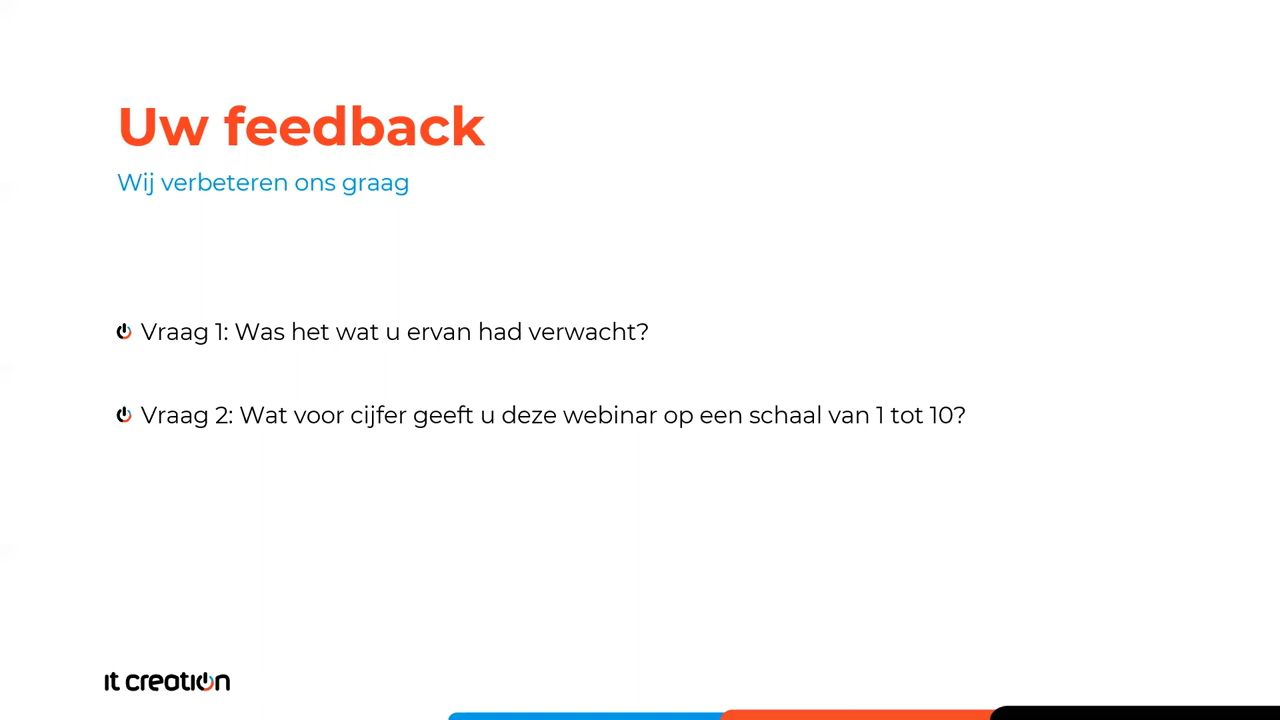 Uw feedback
Wij verbeteren ons graag
Vraag 1: Was het wat u ervan had verwacht?
Vraag 2: Wat voor cijfer geeft u deze webinar op een schaal van 1 tot 10?
it creation